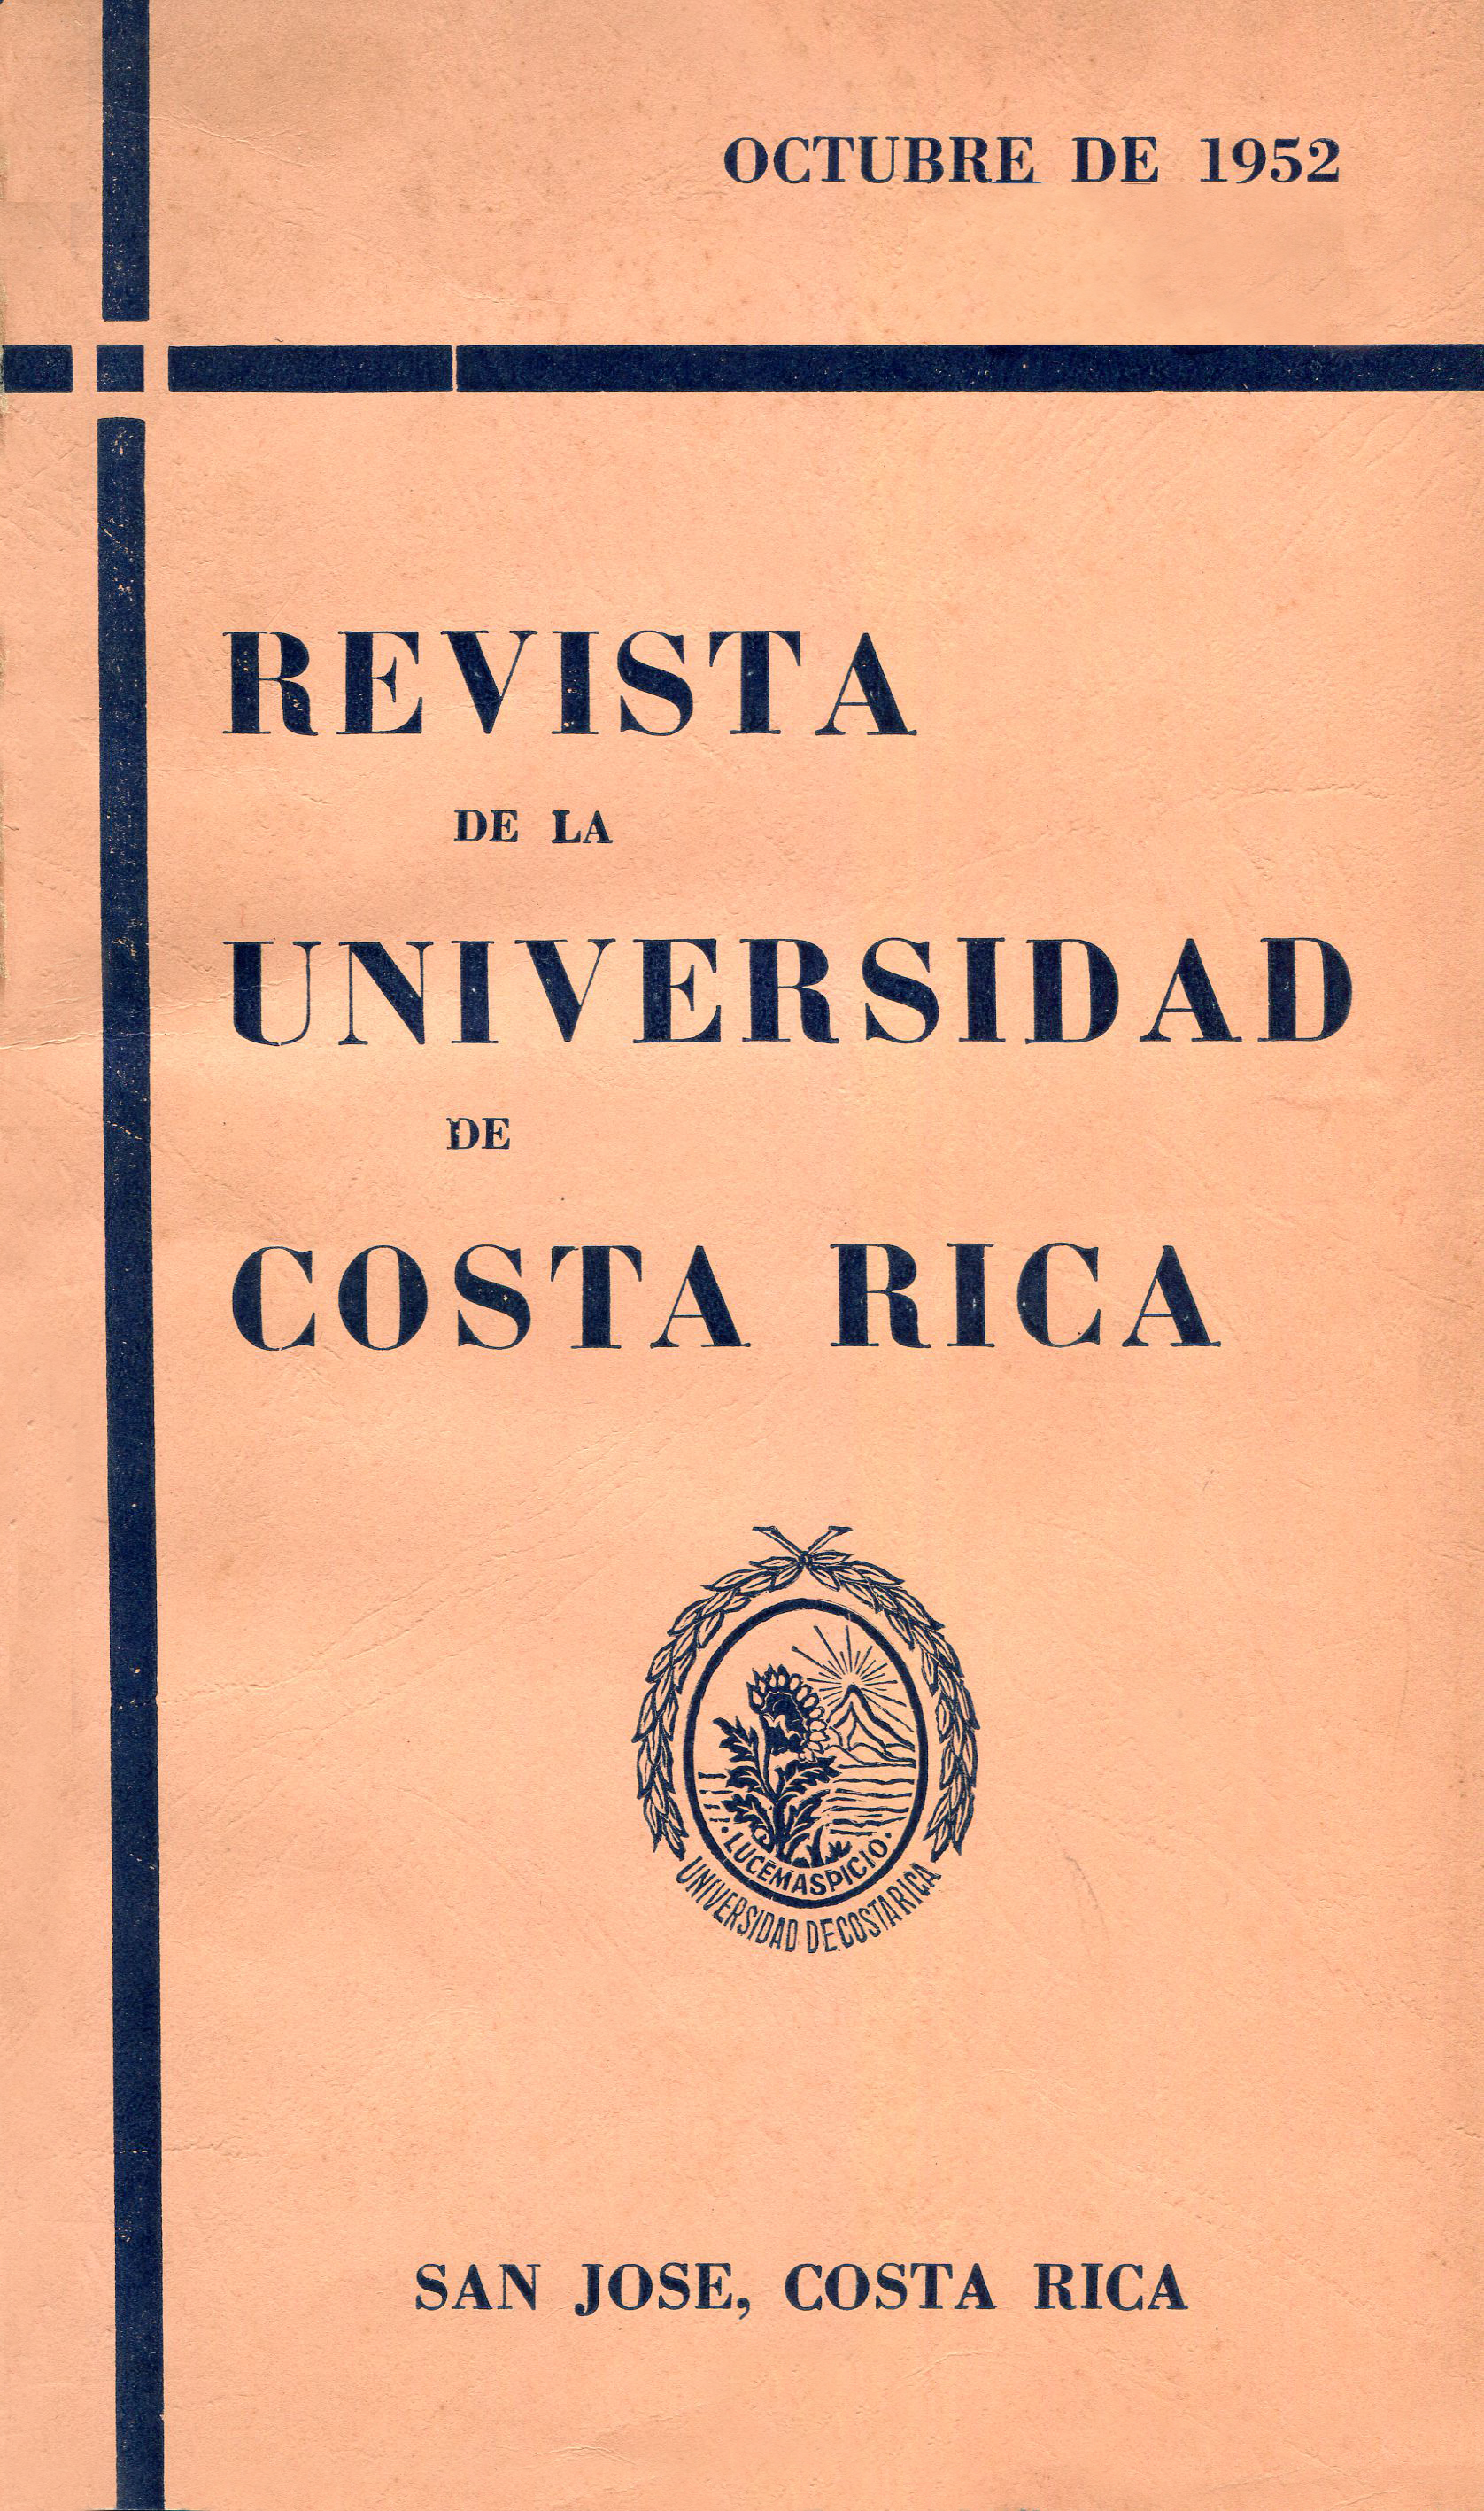 OCTUBRE DE 1952
REVISTA
DE LA
UNIVERSIDAD
DE
COSTA RICA
LUCEM ASPICIO
UNIVERSIDAD DE COSTA RICA
SAN JOSE, COSTA RICA